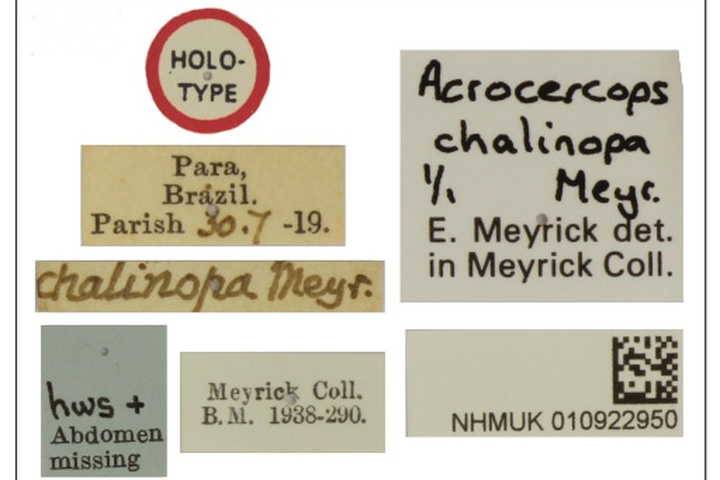 HOLO-
TYPE
Para,
Brazil.
Parish 30.7 -19.
chalinopa Meyr.
hws +
Abdomen
missing
Meyrick Coll.
B.M. 1938-290.
Acrocercops
chalinopa
1/1 Meyr.
E. Meyrick det.
in Meyrick Coll.
NHMUK 010922950